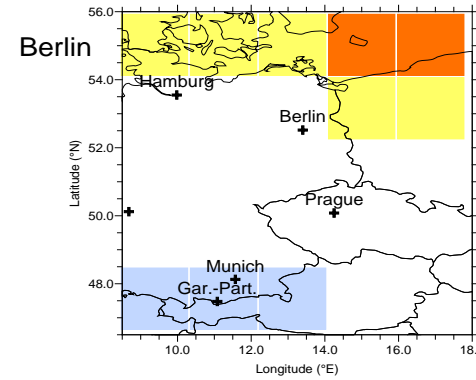 Berlin
56.0
54.0
52.0
50.0
48.0
Latitude (°N)
Hamburg
Berlin
Prague
Munich
Gar.-Part.
10.0 12.0 14.0 16.0 18.
Longitude (°E)